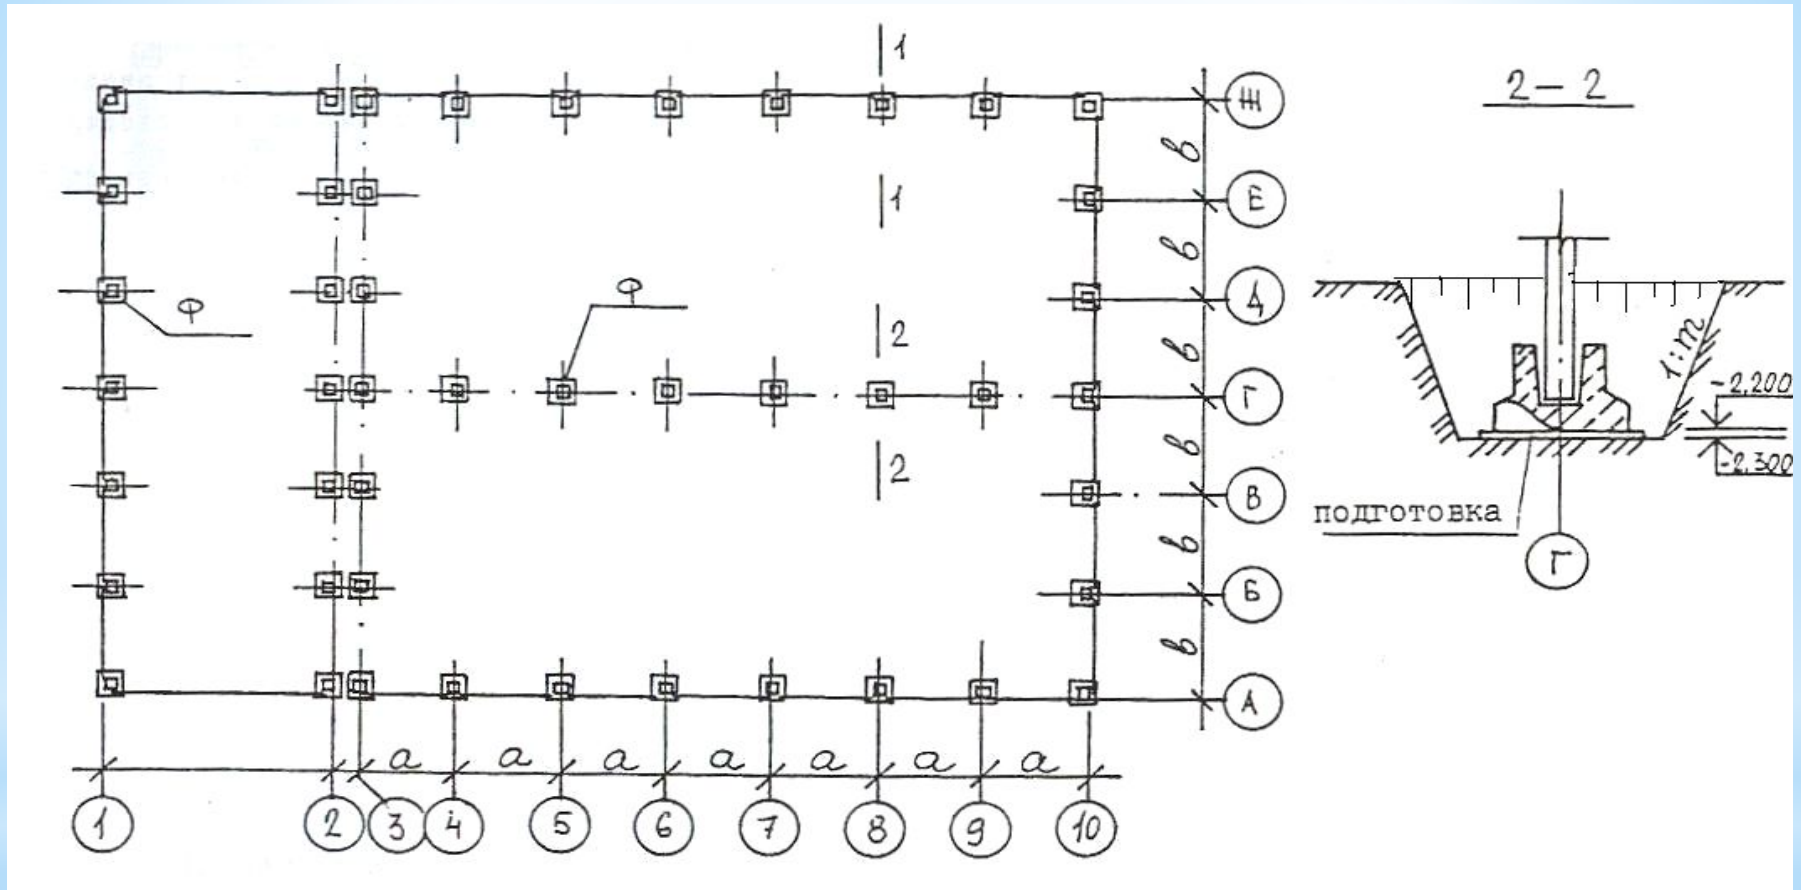 1
Ж
2-2
в
1
Е
в
Ф
Д
Ф
2
в
1:m
-2,200
Г
в
-2,300
2
В
подготовка
в
Г
Б
в
А
а а а а а а а
1 2 3 4 5 6 7 8 9 10